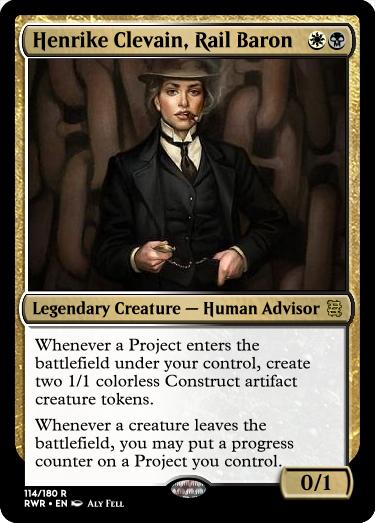 Henrike Clevain, Rail Baron
Legendary Creature — Human Advisor
Whenever a Project enters the
battlefield under your control, create
two 1/1 colorless Construct artifact
creature tokens.
Whenever a creature leaves the
battlefield, you may put a progress
counter on a Project you control.
0/1
114/180 R
RWR • EN Aly Fell